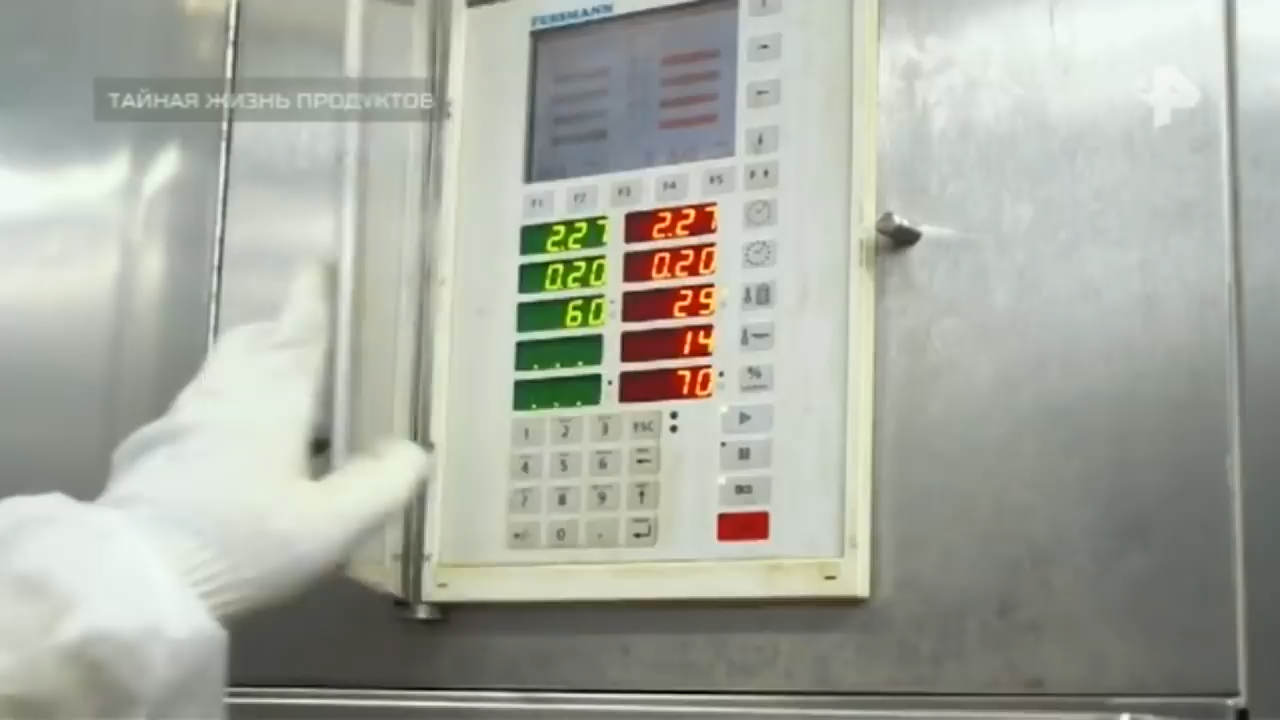 FESSMANN
ТАЙНАЯ ЖИЗНЬ ПРОДУКТОВ
F1 F2 F3 F4 F5
2.27 2.27
0.20 0.20
60 29
14
70
%
1 2 3 ESC
4 5 6
7 8 9
+/- 0 .